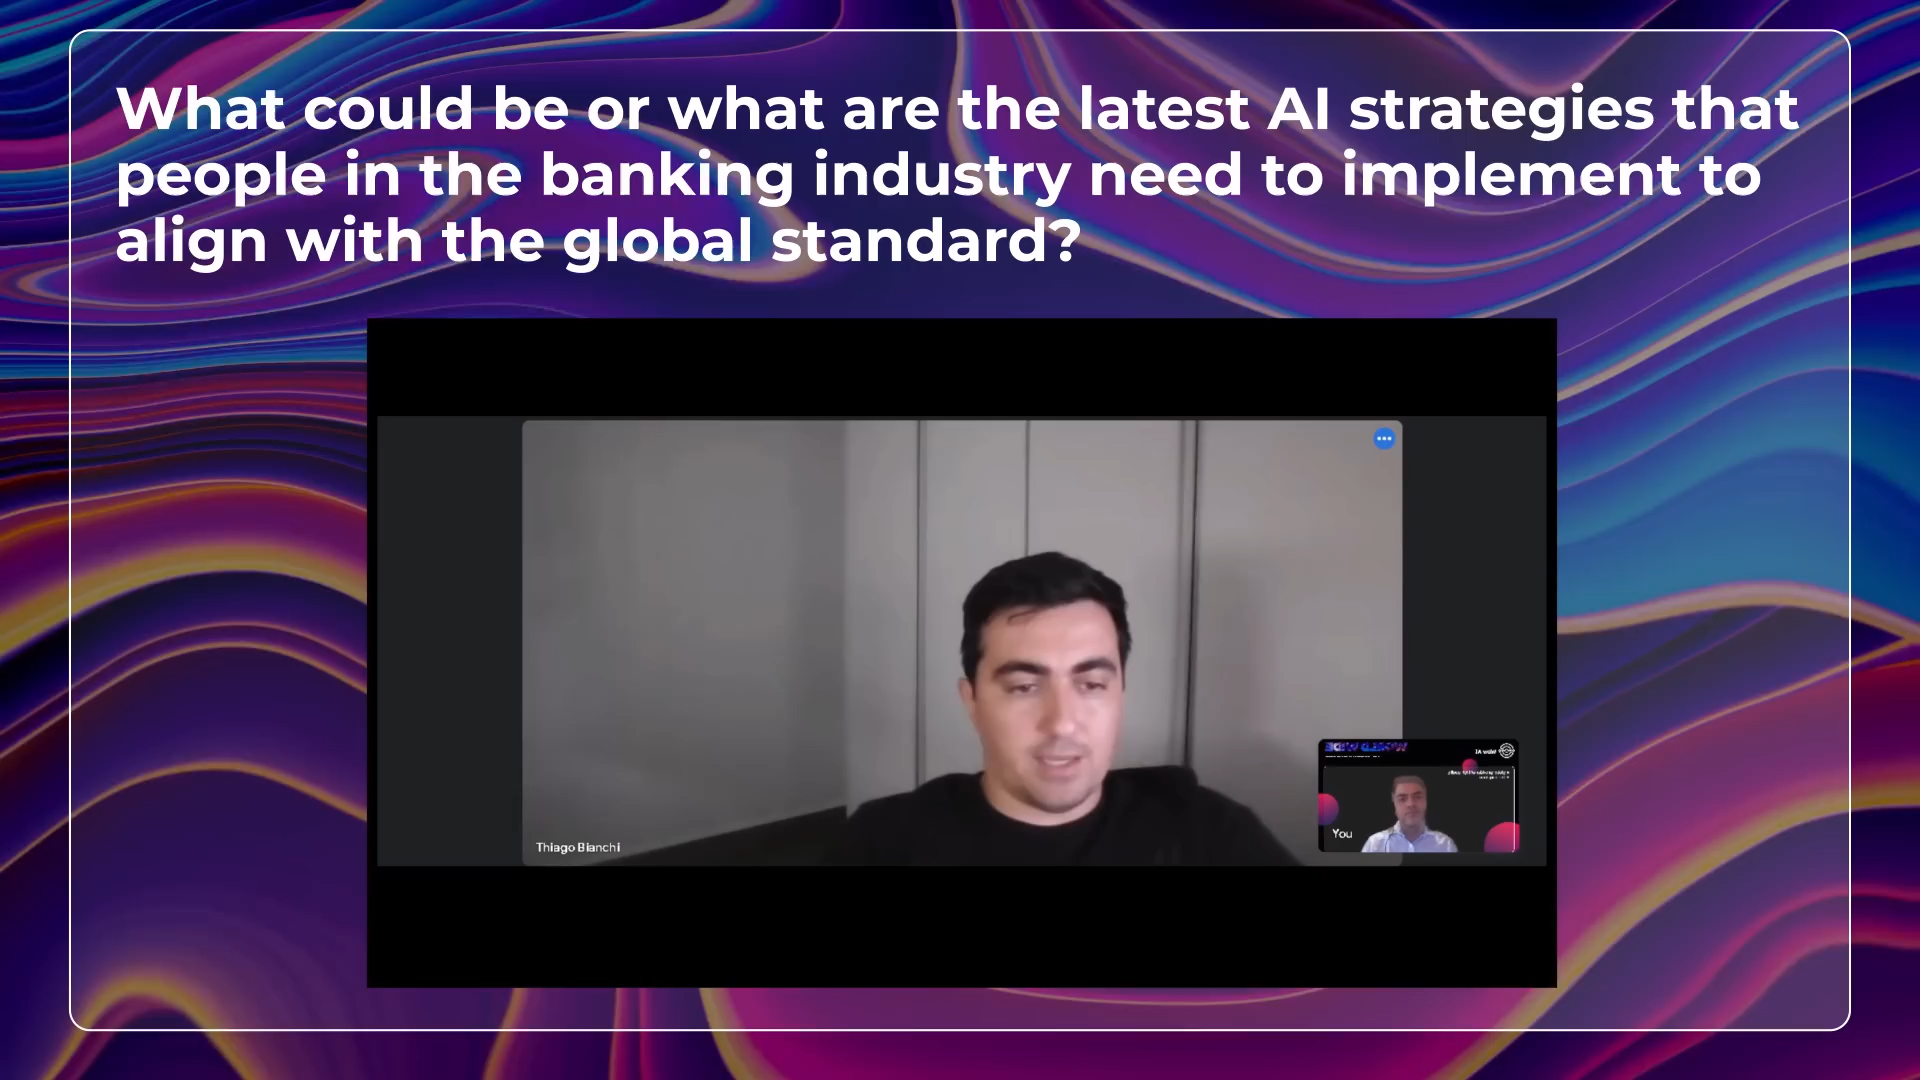 What could be or what are the latest AI strategies that
people in the banking industry need to implement to
align with the global standard?
Thiago Bianchi
You